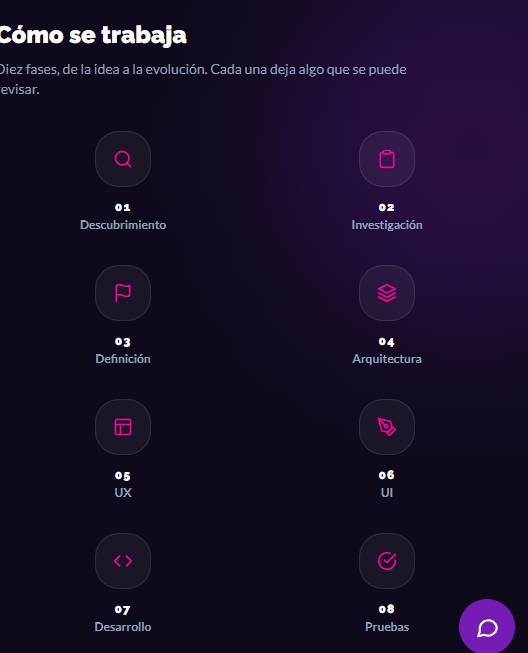 Cómo se trabaja
Diez fases, de la idea a la evolución. Cada una deja algo que se puede
revisar.
01
Descubrimiento
02
Investigación
03
Definición
04
Arquitectura
05
UX
06
UI
07
Desarrollo
08
Pruebas